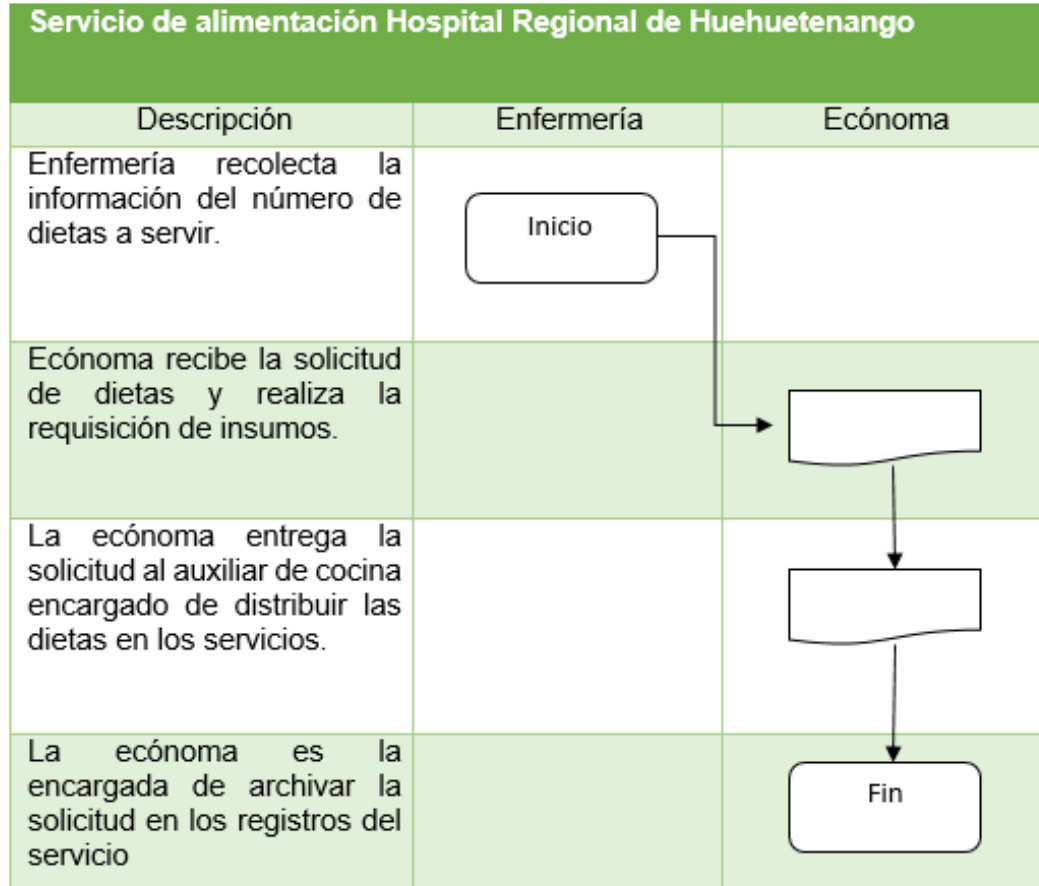 Servicio de alimentación Hospital Regional de Huehuetenango
Descripción
Enfermería
Ecónoma
Enfermería recolecta la
información del número de
dietas a servir.
Inicio
Ecónoma recibe la solicitud
de dietas y realiza la
requisición de insumos.
La ecónoma entrega la
solicitud al auxiliar de cocina
encargado de distribuir las
dietas en los servicios.
La ecónoma es la
encargada de archivar la
solicitud en los registros del
servicio
Fin